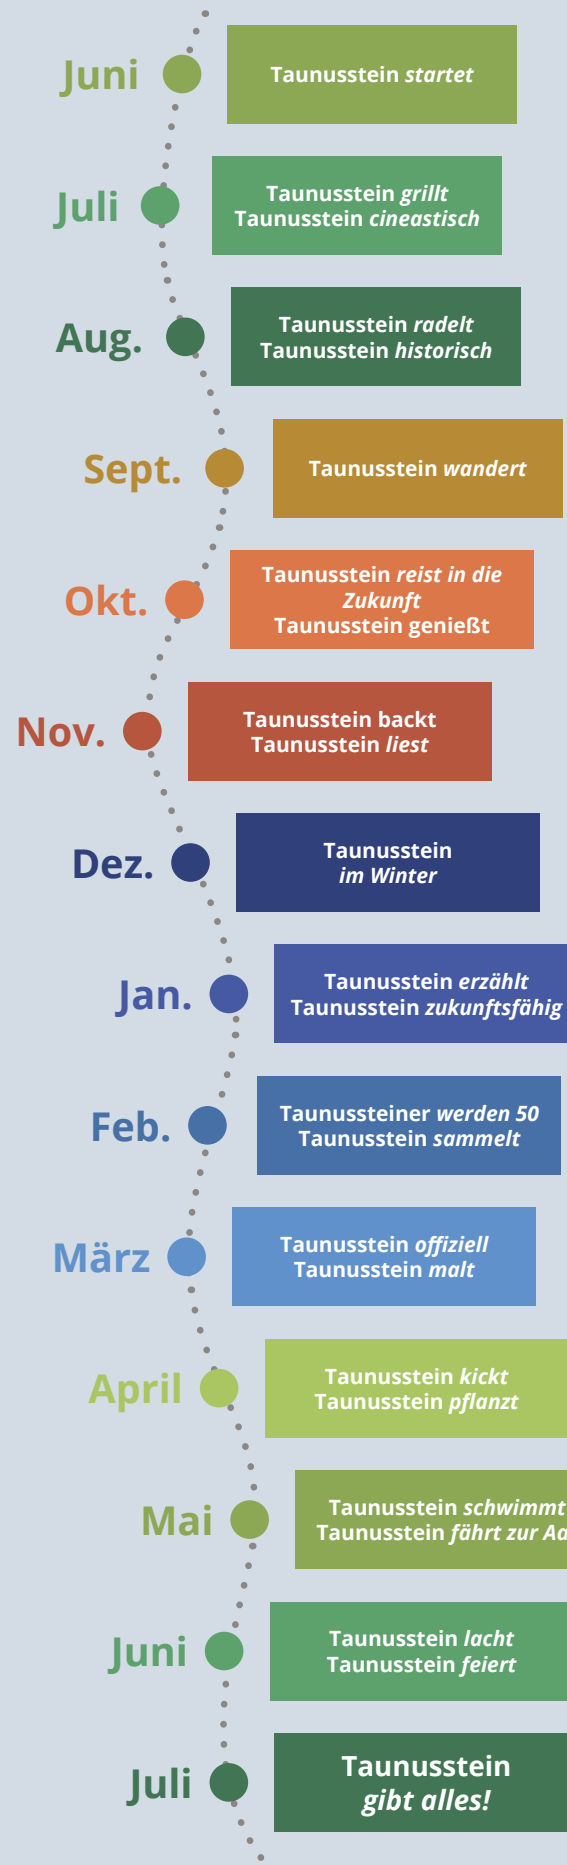 Juni
Taunusstein startet
Juli
Taunusstein grillt
Taunusstein cineastisch
Aug.
Taunusstein radelt
Taunusstein historisch
Sept.
Taunusstein wandert
Okt.
Taunusstein reist in die
Zukunft
Taunusstein genießt
Nov.
Taunusstein backt
Taunusstein liest
Dez.
Taunusstein
im Winter
Jan.
Taunusstein erzählt
Taunusstein zukunftsfähig
Feb.
Taunussteiner werden 50
Taunusstein sammelt
März
Taunusstein offiziell
Taunusstein malt
April
Taunusstein kickt
Taunusstein pflanzt
Mai
Taunusstein schwimmt
Taunusstein fährt zur
Juni
Taunusstein lacht
Taunusstein feiert
Juli
Taunusstein
gibt alles!